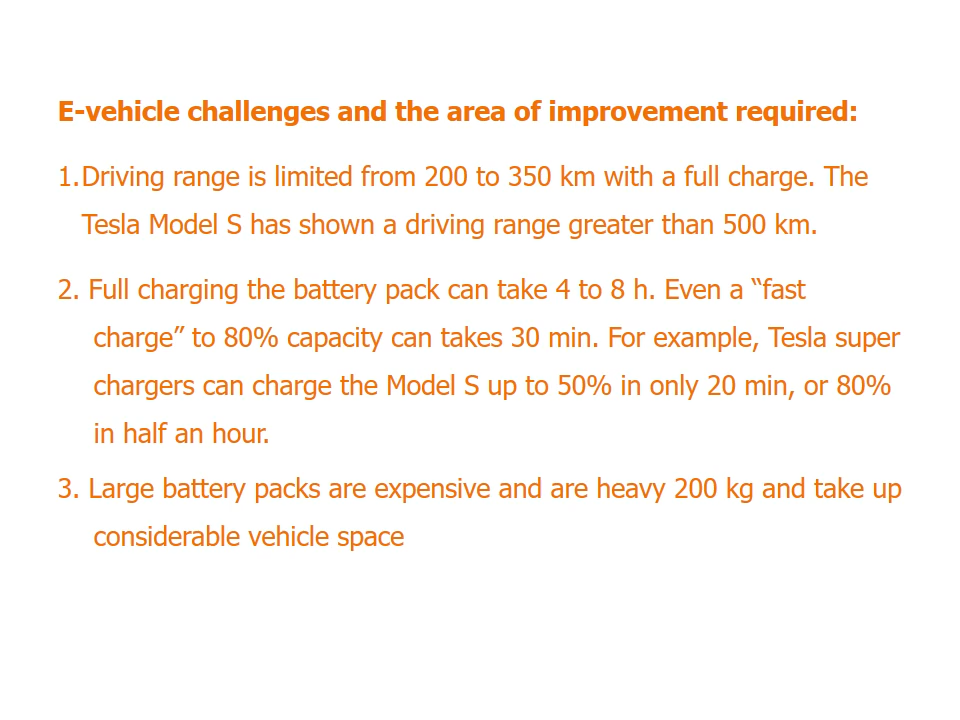 E-vehicle challenges and the area of improvement required:
1.Driving range is limited from 200 to 350 km with a full charge. The
Tesla Model S has shown a driving range greater than 500 km.
2. Full charging the battery pack can take 4 to 8 h. Even a “fast
charge” to 80% capacity can takes 30 min. For example, Tesla super
chargers can charge the Model S up to 50% in only 20 min, or 80%
in half an hour.
3. Large battery packs are expensive and are heavy 200 kg and take up
considerable vehicle space